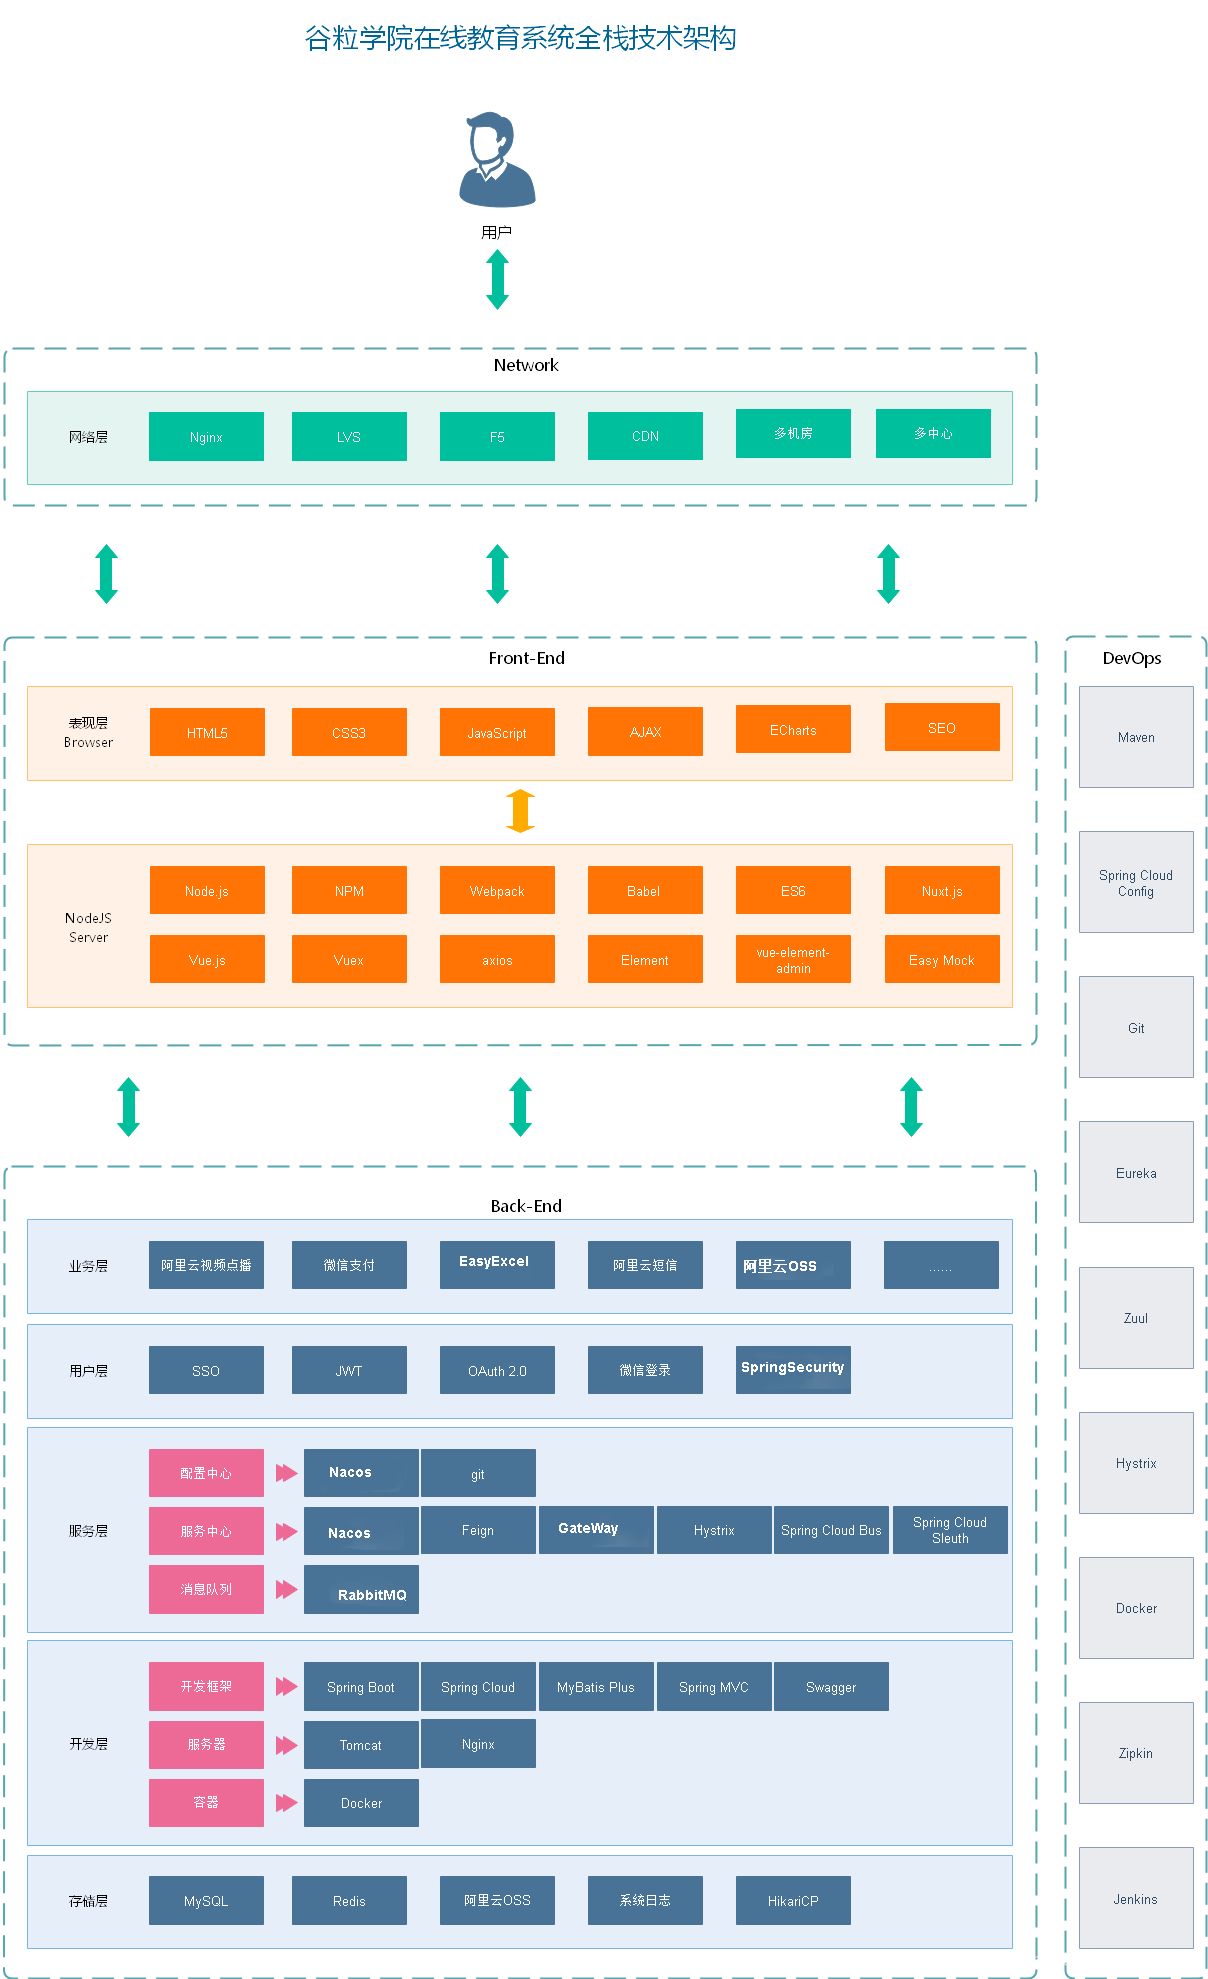 谷粒学院在线教育系统全栈技术架构
用户
Network
网络层
Nginx
LVS
F5
CDN
多机房
多中心
Front-End
表现层
Browser
HTML5
CSS3
JavaScript
AJAX
ECharts
SEO
NodeJS
Server
Node.js
NPM
Webpack
Babel
ES6
Nuxt.js
Vue.js
Vuex
axios
Element
vue-element-
admin
Easy Mock
Back-End
业务层
阿里云视频点播
微信支付
EasyExcel
阿里云短信
阿里云OSS
......
用户层
SSO
JWT
OAuth 2.0
微信登录
SpringSecurity
服务层
配置中心
Nacos
git
服务中心
Nacos
Feign
GateWay
Hystrix
Spring Cloud Bus
Spring Cloud
Sleuth
消息队列
RabbitMQ
开发层
开发框架
Spring Boot
Spring Cloud
MyBatis Plus
Spring MVC
Swagger
服务器
Tomcat
Nginx
容器
Docker
存储层
MySQL
Redis
阿里云OSS
系统日志
HikariCP
DevOps
Maven
Spring Cloud
Config
Git
Eureka
Zuul
Hystrix
Docker
Zipkin
Jenkins